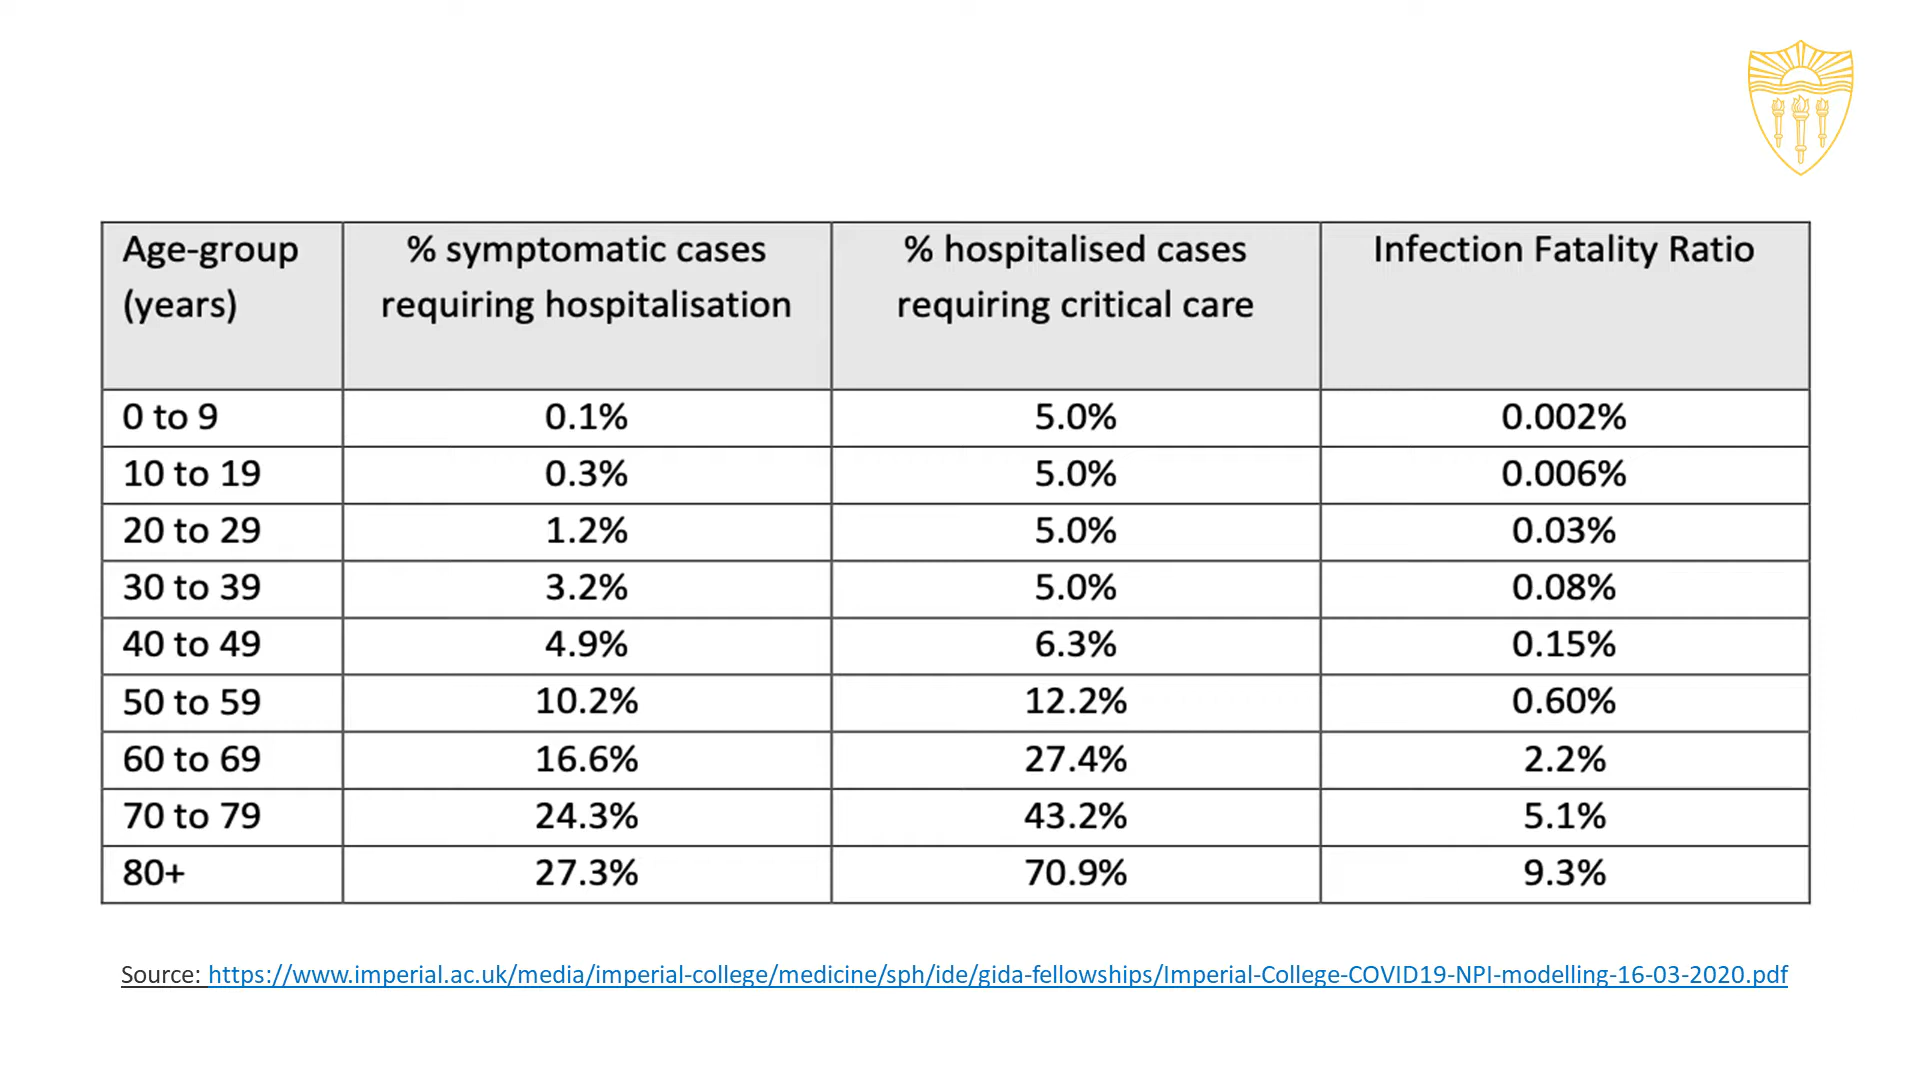 Age-group (years) % symptomatic cases requiring hospitalisation % hospitalised cases requiring critical care Infection Fatality Ratio
0 to 9 0.1% 5.0% 0.002%
10 to 19 0.3% 5.0% 0.006%
20 to 29 1.2% 5.0% 0.03%
30 to 39 3.2% 5.0% 0.08%
40 to 49 4.9% 6.3% 0.15%
50 to 59 10.2% 12.2% 0.60%
60 to 69 16.6% 27.4% 2.2%
70 to 79 24.3% 43.2% 5.1%
80+ 27.3% 70.9% 9.3%
Source: https://www.imperial.ac.uk/media/imperial-college/medicine/sph/ide/gida-fellowships/Imperial-College-COVID19-NPI-modelling-16-03-2020.pdf